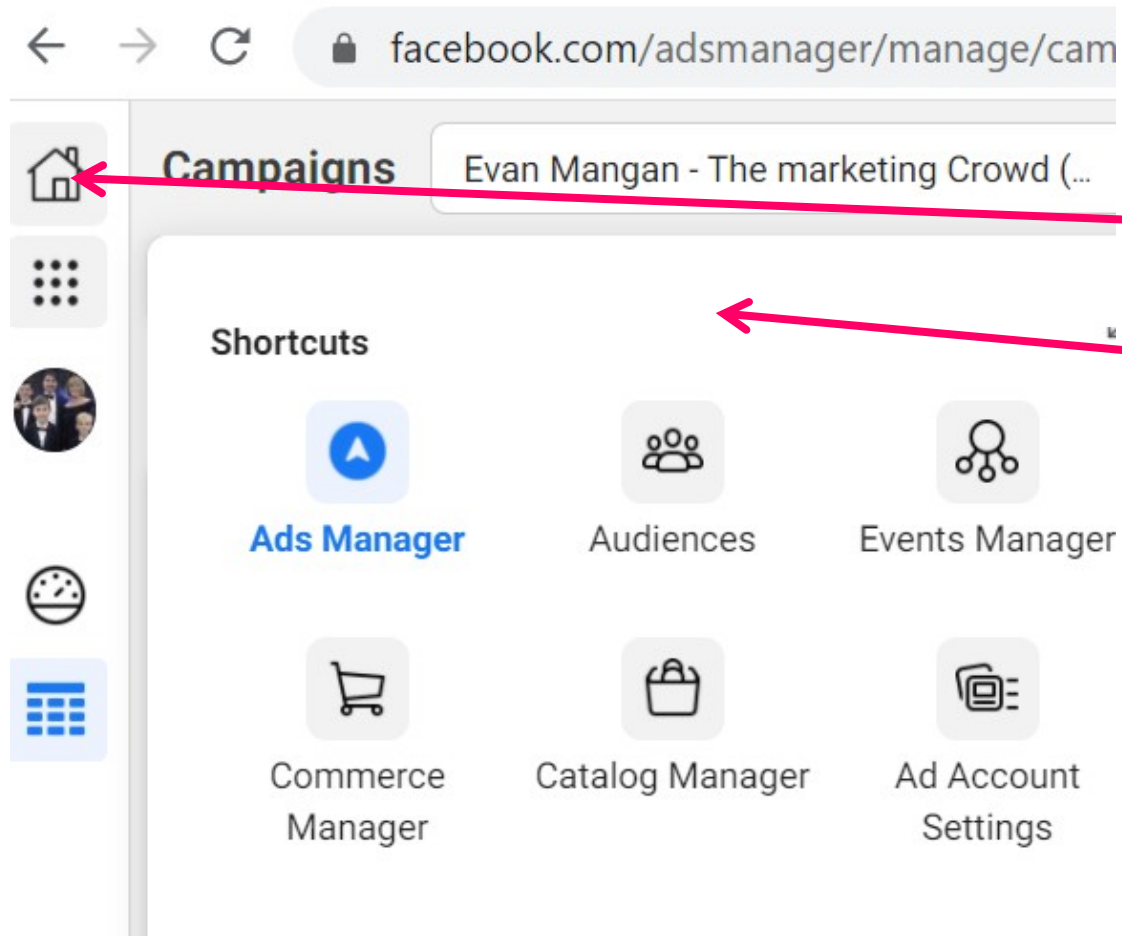 facebook.com/adsmanager/manage/cam
Campaigns
Evan Mangan - The marketing Crowd (...
Shortcuts
Ads Manager
Audiences
Events Manager
Commerce
Manager
Catalog Manager
Ad Account
Settings